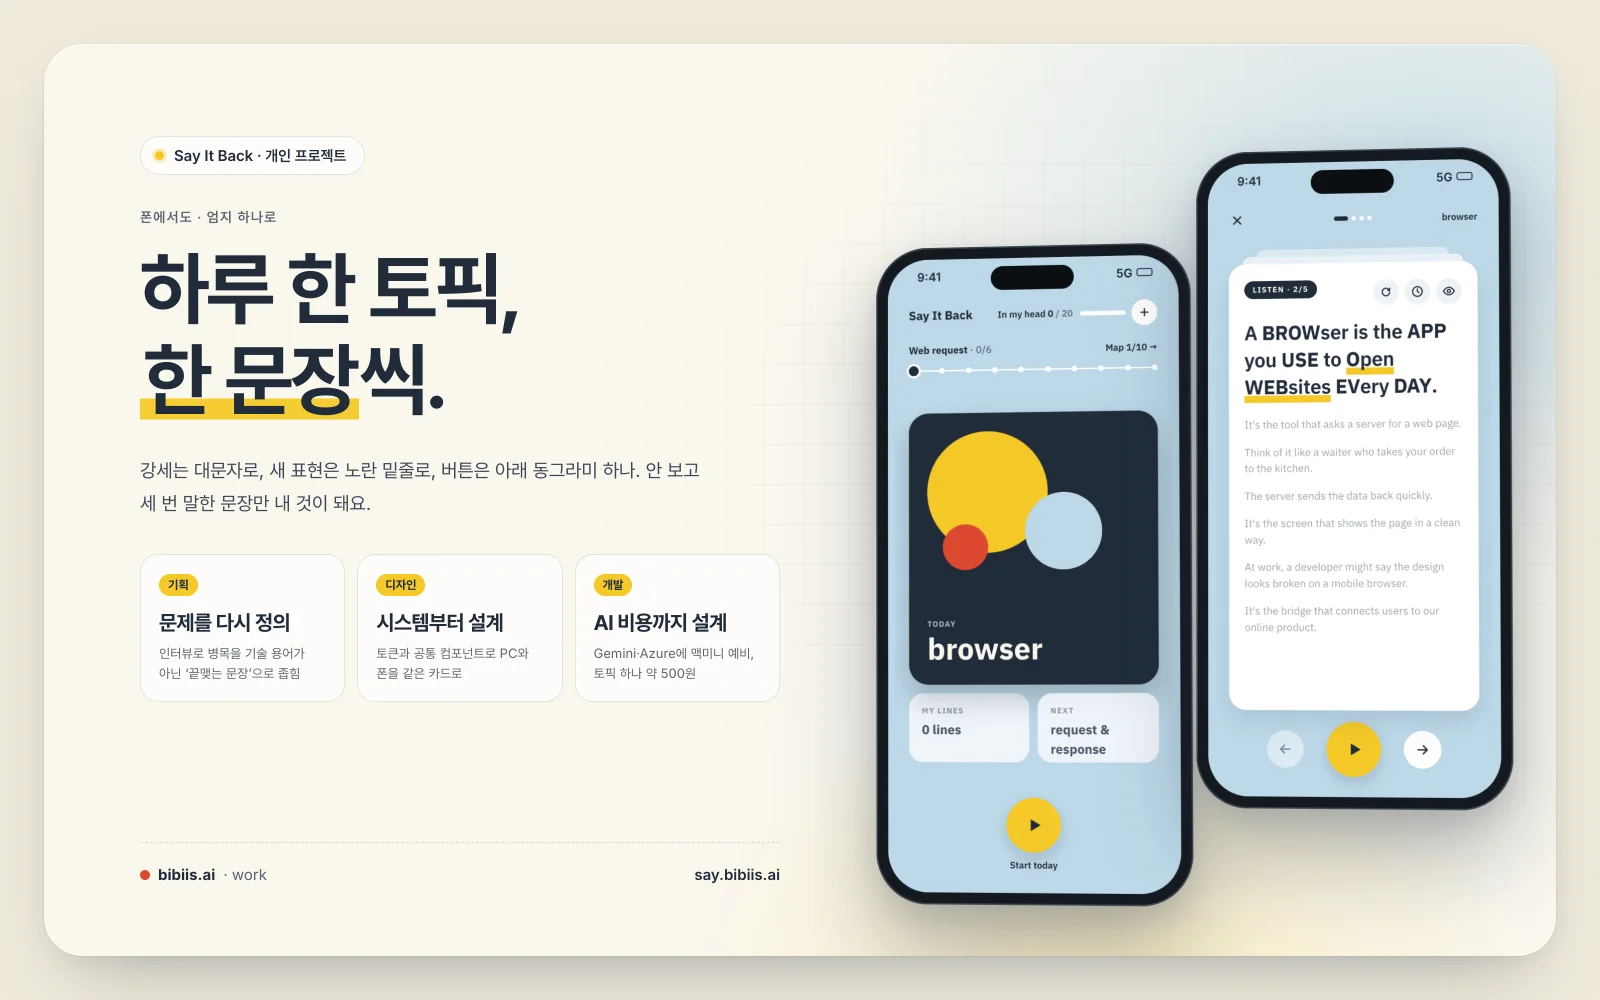 Say It Back · 개인 프로젝트
폰에서도 · 엄지 하나로
하루 한 토픽,
한 문장씩.
강세는 대문자로, 새 표현은 노란 밑줄로, 버튼은 아래 동그라미 하나. 안 보고
세 번 말한 문장만 내 것이 돼요.
기획
문제를 다시 정의
인터뷰로 병목을 기술 용어가
아닌 ‘끝맺는 문장’으로 좁힘
디자인
시스템부터 설계
토큰과 공통 컴포넌트로 PC와
폰을 같은 카드로
개발
AI 비용까지 설계
Gemini·Azure에 맥미니 예비,
토픽 하나 약 500원
bibiis.ai · work
say.bibiis.ai
9:41
5G
Say It Back
In my head 0 / 20
+
Web request · 0/6
Map 1/10 →
TODAY
browser
MY LINES
0 lines
NEXT
request &
response
Start today
9:41
5G
browser
LISTEN · 2/5
A BROWser is the APP
you USE to Open
WEBsites EVery DAY.
It's the tool that asks a server for a web page.
Think of it like a waiter who takes your order
to the kitchen.
The server sends the data back quickly.
It's the screen that shows the page in a clean
way.
At work, a developer might say the design
looks broken on a mobile browser.
It's the bridge that connects users to our
online product.